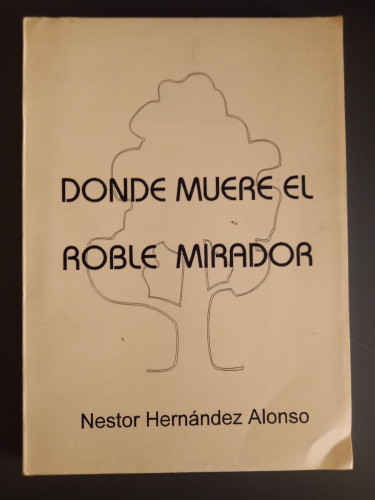 DONDE MUERE EL
ROBLE MIRADOR
Nestor Hernández Alonso